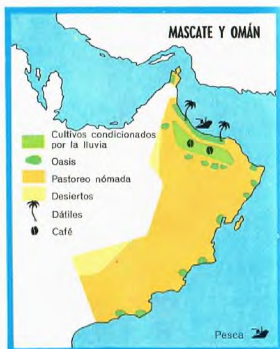 MASCATE Y OMÁN
Cultivos condicionados
por la lluvia
Oasis
Pastoreo nómada
Desiertos
Dátiles
Café
Pesca